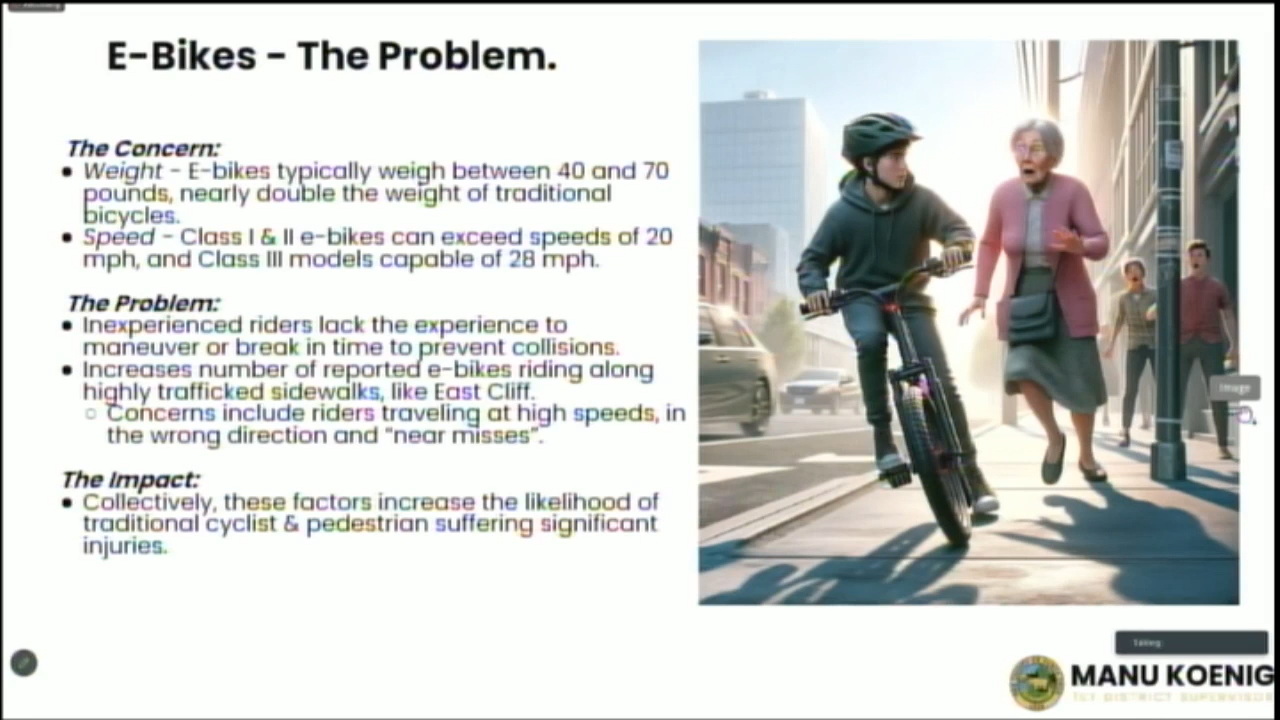 E-Bikes - The Problem.
The Concern:
• Weight - E-bikes typically weigh between 40 and 70
pounds, nearly double the weight of traditional
bicycles.
• Speed - Class I & II e-bikes can exceed speeds of 20
mph, and Class III models capable of 28 mph.
The Problem:
• Inexperienced riders lack the experience to
maneuver or break in time to prevent collisions.
• Increases number of reported e-bikes riding along
highly trafficked sidewalks, like East Cliff.
○ Concerns include riders traveling at high speeds, in
the wrong direction and "near misses".
The Impact:
• Collectively, these factors increase the likelihood of
traditional cyclist & pedestrian suffering significant
injuries.
Image
Talking:
MANU KOENIG
1ST DISTRICT SUPERVISOR